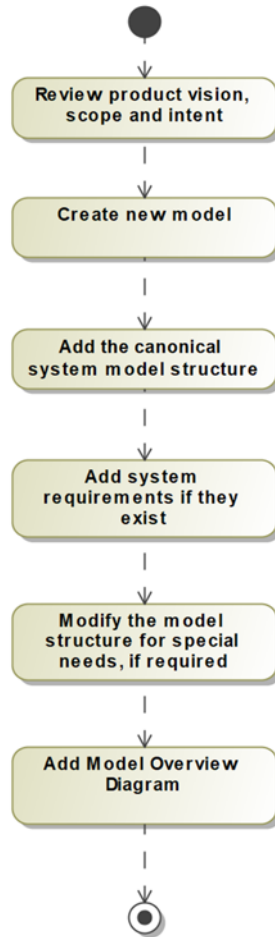 Review product vision,
scope and intent
Create new model
Add the canonical
system model structure
Add system
requirements if they
exist
Modify the model
structure for special
needs, if required
Add Model Overview
Diagram